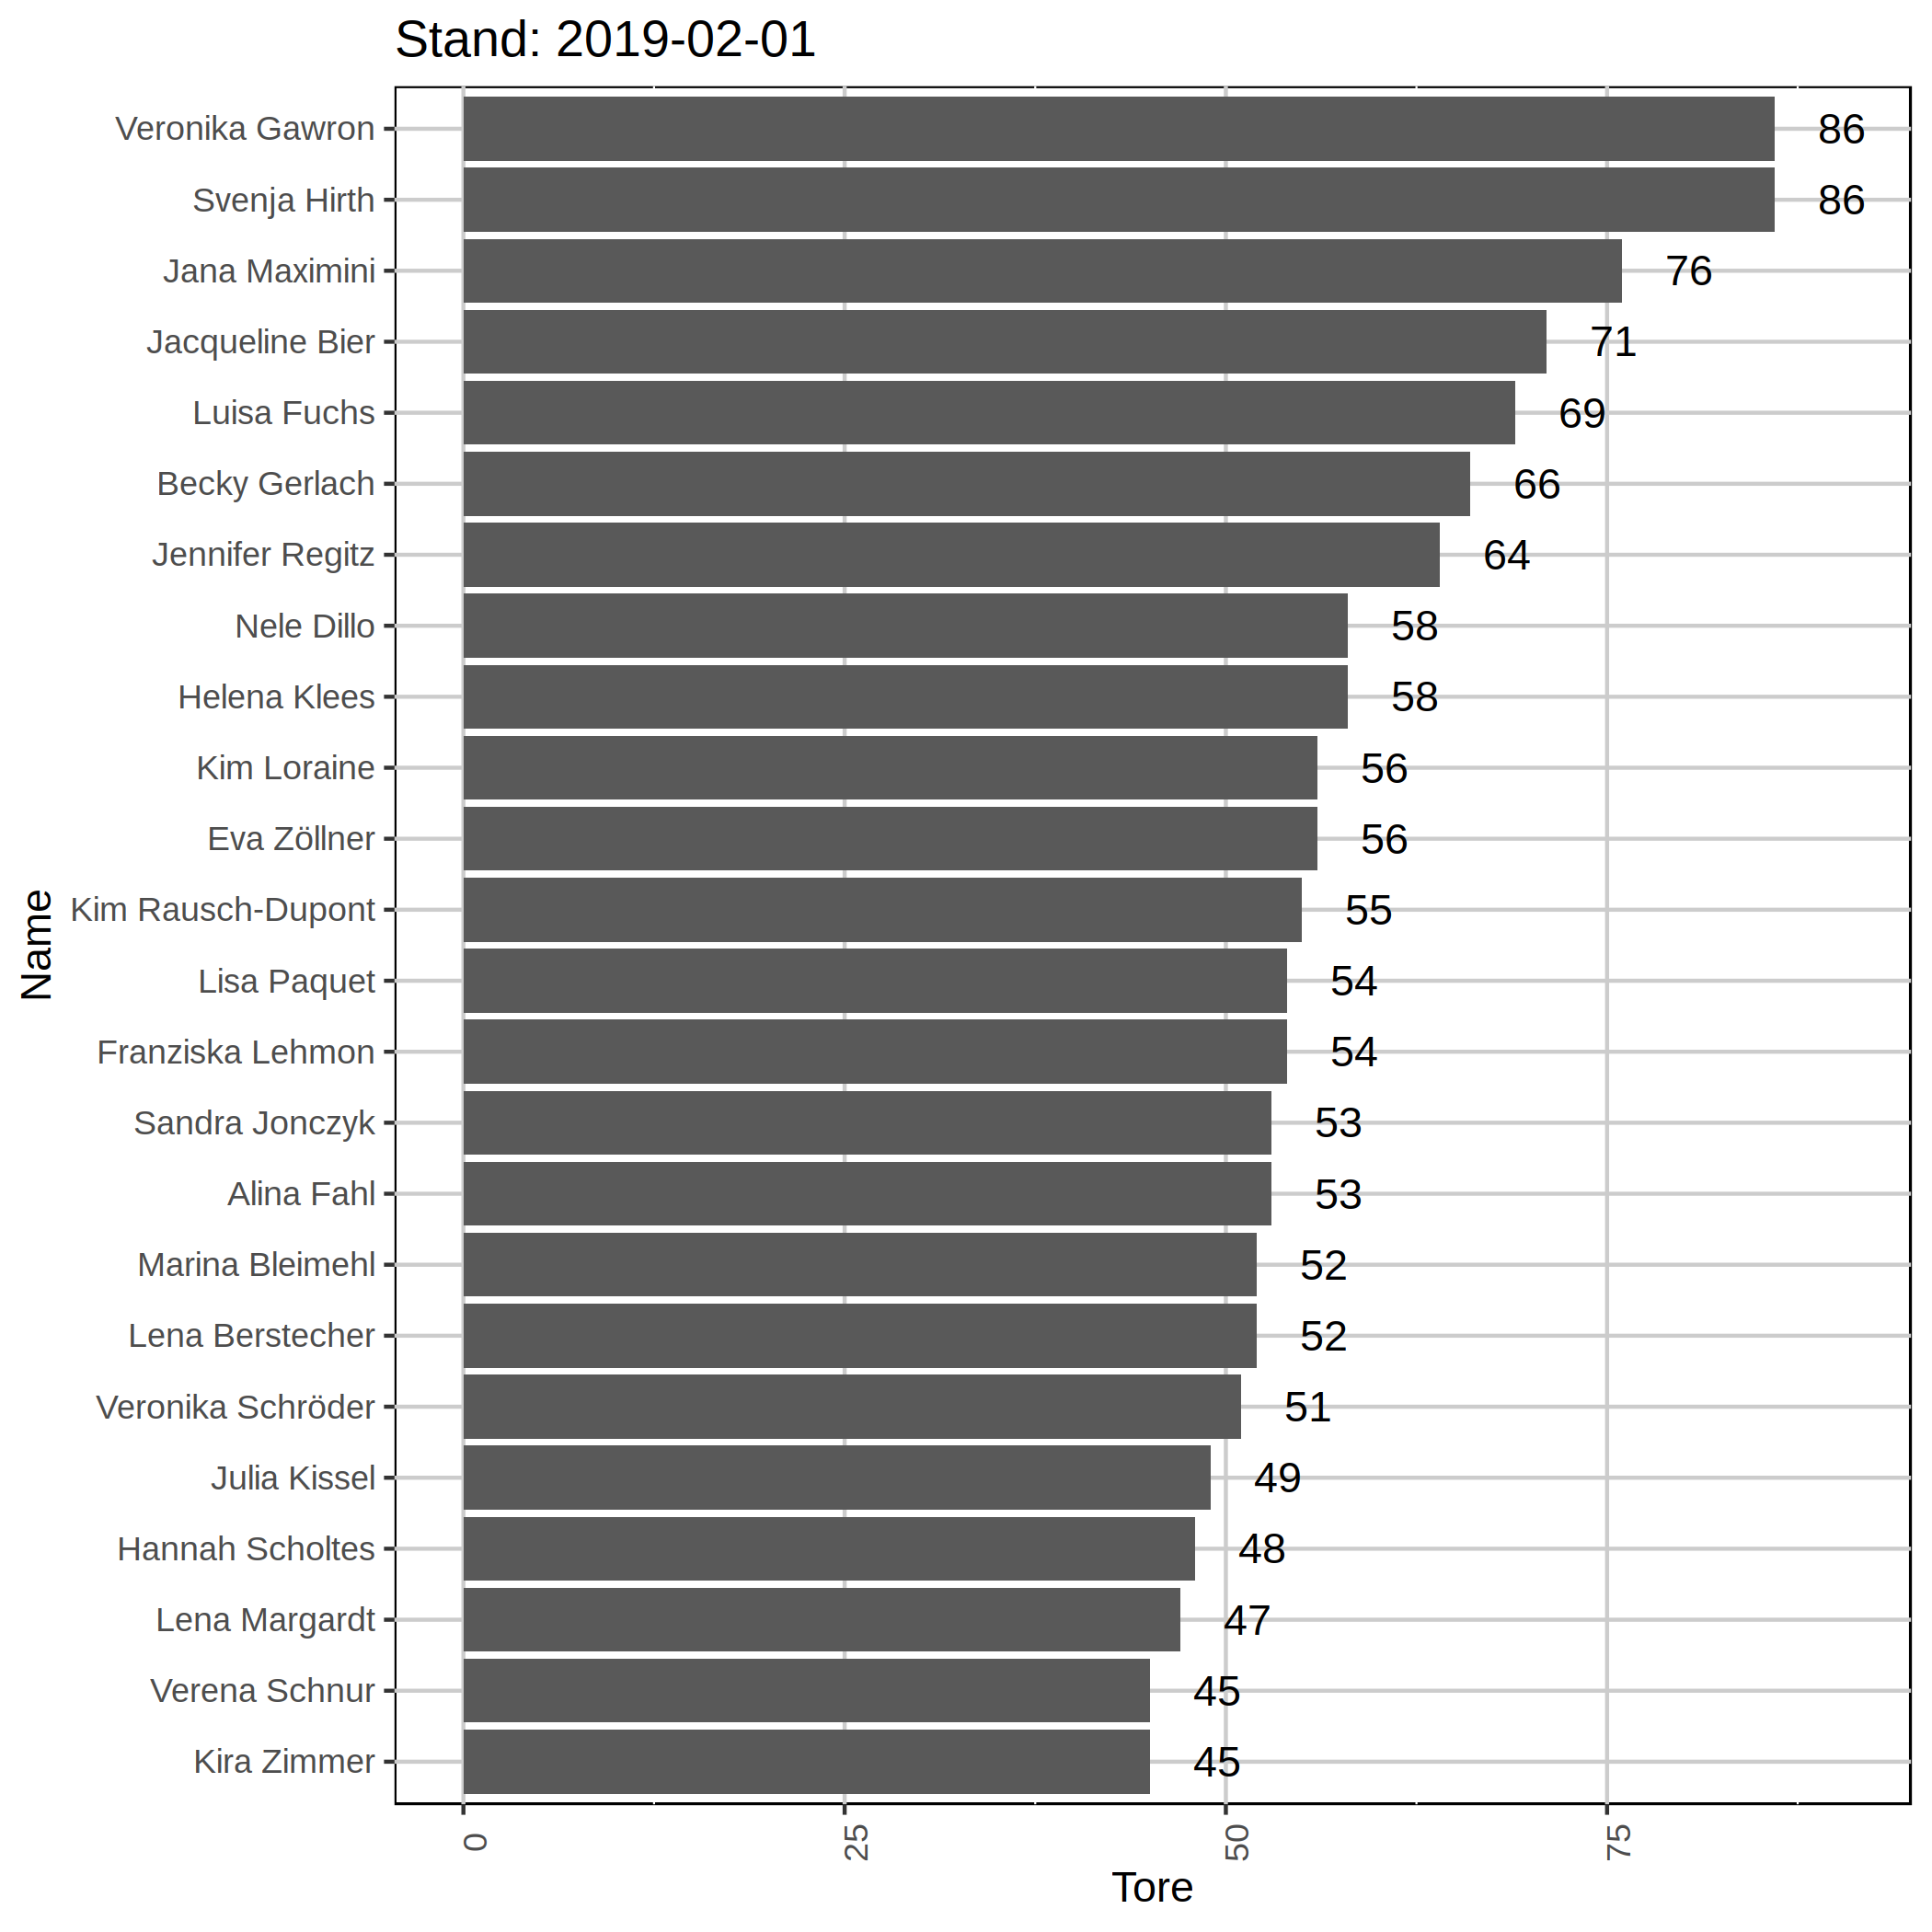 Stand: 2019-02-01
Veronika Gawron 86
Svenja Hirth 86
Jana Maximini 76
Jacqueline Bier 71
Luisa Fuchs 69
Becky Gerlach 66
Jennifer Regitz 64
Nele Dillo 58
Helena Klees 58
Kim Loraine 56
Eva Zöllner 56
Kim Rausch-Dupont 55
Lisa Paquet 54
Franziska Lehmon 54
Sandra Jonczyk 53
Alina Fahl 53
Marina Bleimehl 52
Lena Berstecher 52
Veronika Schröder 51
Julia Kissel 49
Hannah Scholtes 48
Lena Margardt 47
Verena Schnur 45
Kira Zimmer 45
Name
0 25 50 75
Tore